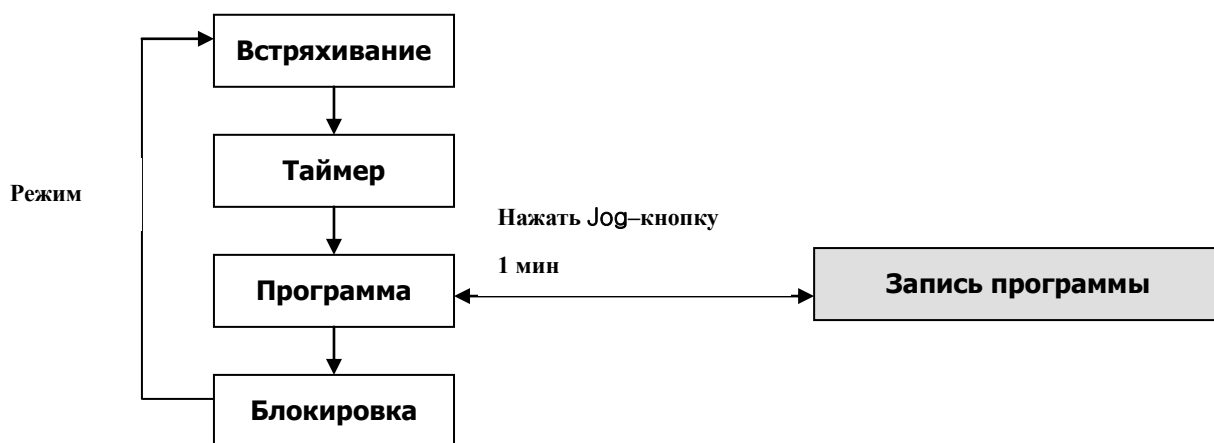 Встряхивание
Таймер
Режим
Нажать Jog–кнопку
1 мин
Программа
Запись программы
Блокировка